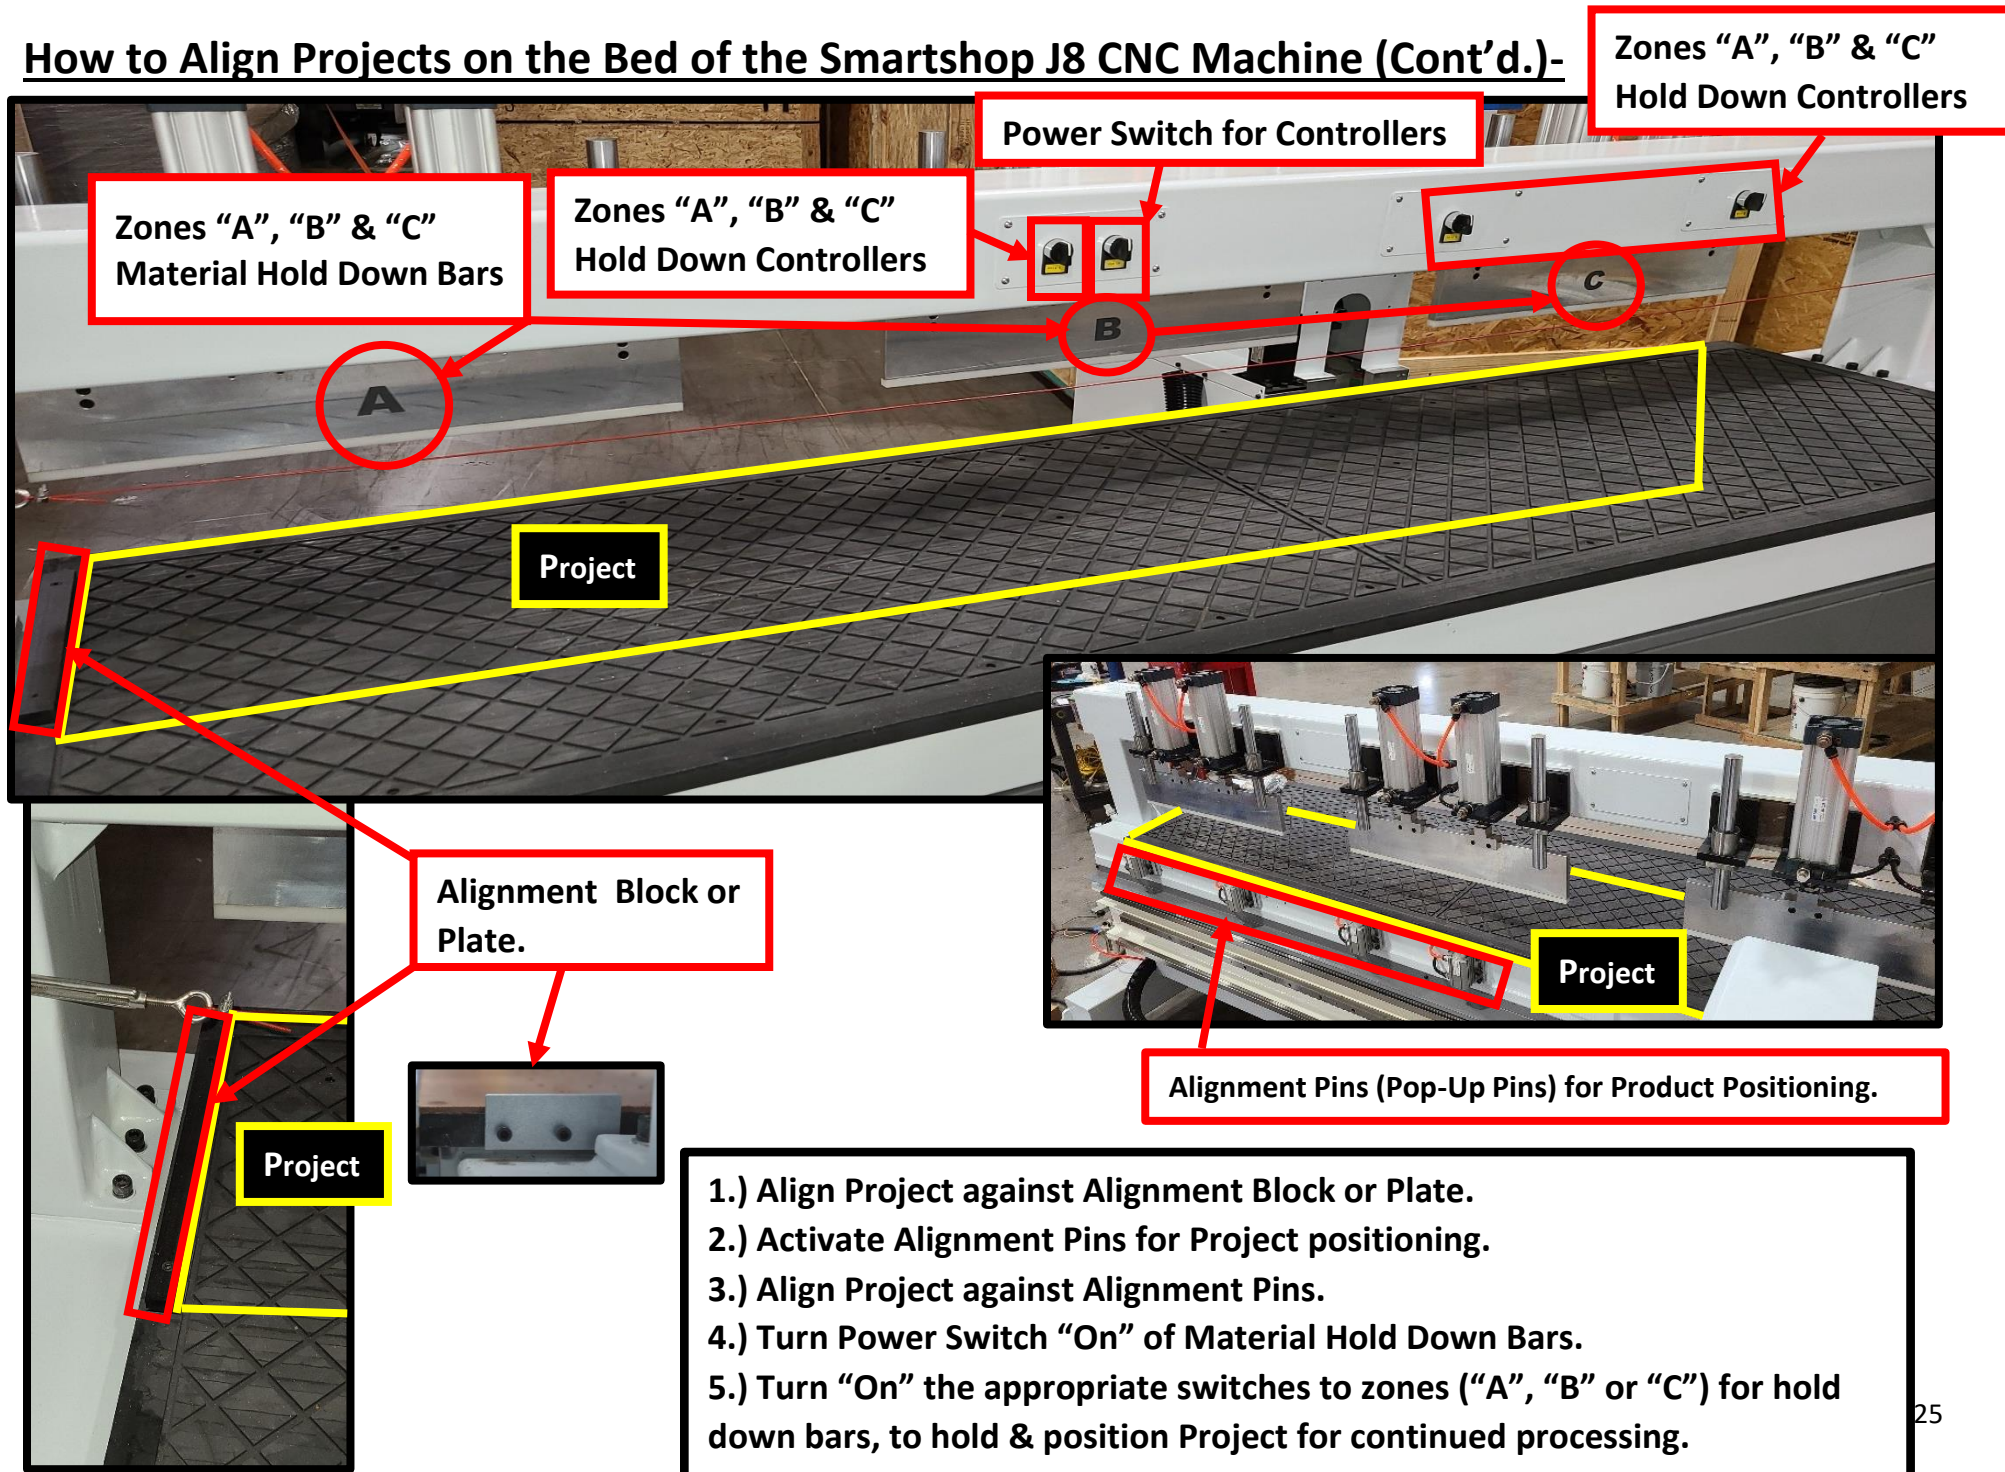 How to Align Projects on the Bed of the Smartshop J8 CNC Machine (Cont’d.)-
Zones “A”, “B” & “C”
Hold Down Controllers
Power Switch for Controllers
Zones “A”, “B” & “C”
Material Hold Down Bars
Zones “A”, “B” & “C”
Hold Down Controllers
A
B
C
Project
Alignment Block or
Plate.
Project
Alignment Pins (Pop-Up Pins) for Product Positioning.
Project
1.) Align Project against Alignment Block or Plate.
2.) Activate Alignment Pins for Project positioning.
3.) Align Project against Alignment Pins.
4.) Turn Power Switch “On” of Material Hold Down Bars.
5.) Turn “On” the appropriate switches to zones (“A”, “B” or “C”) for hold
down bars, to hold & position Project for continued processing.
25